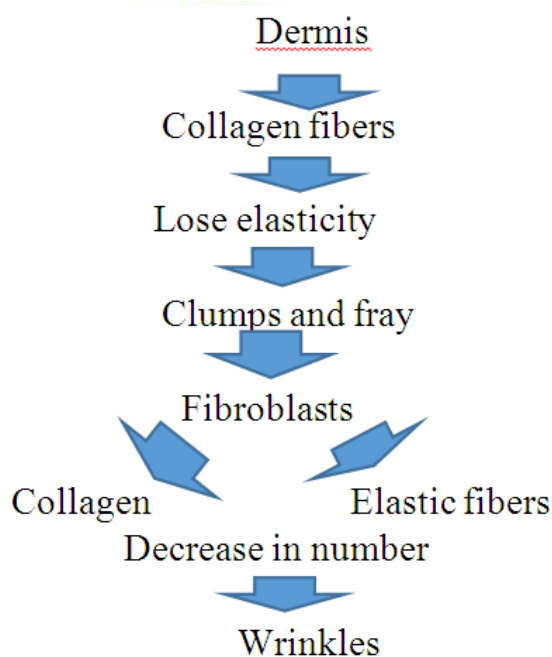 Dermis
Collagen fibers
Lose elasticity
Clumps and fray
Fibroblasts
Collagen
Elastic fibers
Decrease in number
Wrinkles